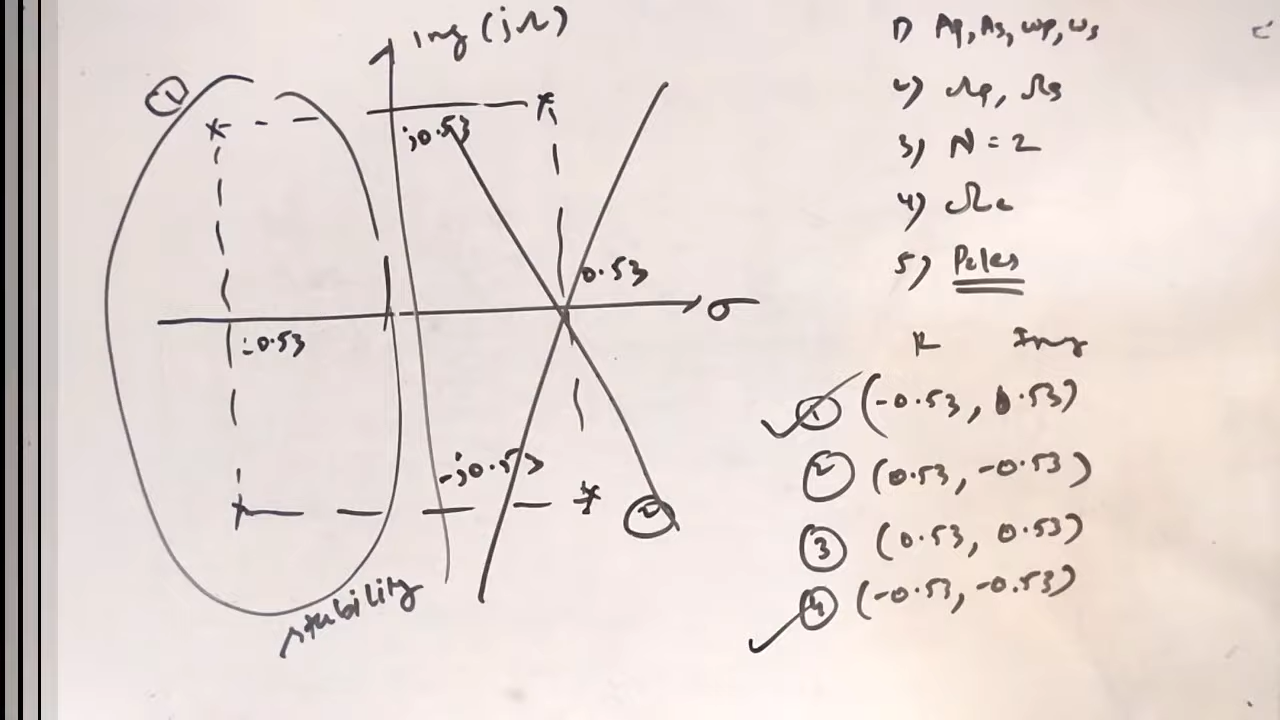 Img (jΩ)
①
j0.53
0.53
σ
-0.53
-j0.53
②
stability
1) Ap, As, ωp, ωs
2) Ωp, Ωs
3) N = 2
4) Ωc
5) Poles
R Img
① (-0.53, 0.53)
② (0.53, -0.53)
③ (0.53, 0.53)
④ (-0.53, -0.53)